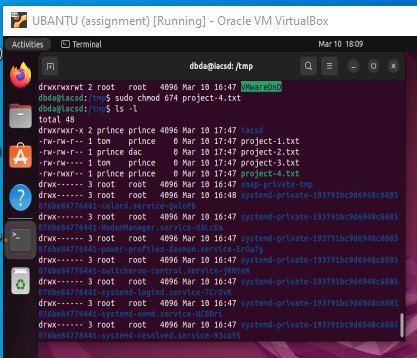 UBANTU (assignment) [Running] - Oracle VM VirtualBox
Activities Terminal Mar 10 18:09
dbda@iacsd: /tmp
drwxrwxrwt 2 root root 4096 Mar 10 16:47 VMwareDnD
dbda@iacsd:/tmp$ sudo chmod 674 project-4.txt
dbda@iacsd:/tmp$ ls -l
total 48
drwxrwxr-x 2 prince prince 4096 Mar 10 17:47 iacsd
-rw-rw-r-- 1 tom prince 0 Mar 10 17:47 project-1.txt
-rw-rw-r-- 1 prince dac 0 Mar 10 17:47 project-2.txt
-rw-rw---- 1 tom prince 0 Mar 10 17:47 project-3.txt
-rw-rwxr-- 1 prince prince 0 Mar 10 17:47 project-4.txt
drwx------ 3 root root 4096 Mar 10 16:47 snap-private-tmp
drwx------ 3 root root 4096 Mar 10 16:48 systemd-private-193791bc9d6948c6885
076be84776441-colord.service-QwloPb
drwx------ 3 root root 4096 Mar 10 16:47 systemd-private-193791bc9d6948c6885
076be84776441-ModemManager.service-OALcEa
drwx------ 3 root root 4096 Mar 10 16:47 systemd-private-193791bc9d6948c6885
076be84776441-power-profiles-daemon.service-ErDaTg
drwx------ 3 root root 4096 Mar 10 16:47 systemd-private-193791bc9d6948c6885
076be84776441-switcheroo-control.service-jRNYeN
drwx------ 3 root root 4096 Mar 10 16:47 systemd-private-193791bc9d6948c6885
076be84776441-systemd-logind.service-7CrOvK
drwx------ 3 root root 4096 Mar 10 16:47 systemd-private-193791bc9d6948c6885
076be84776441-systemd-oomd.service-UCBDri
drwx------ 3 root root 4096 Mar 10 16:47 systemd-private-193791bc9d6948c6885
076be84776441-systemd-resolved.service-93caYS